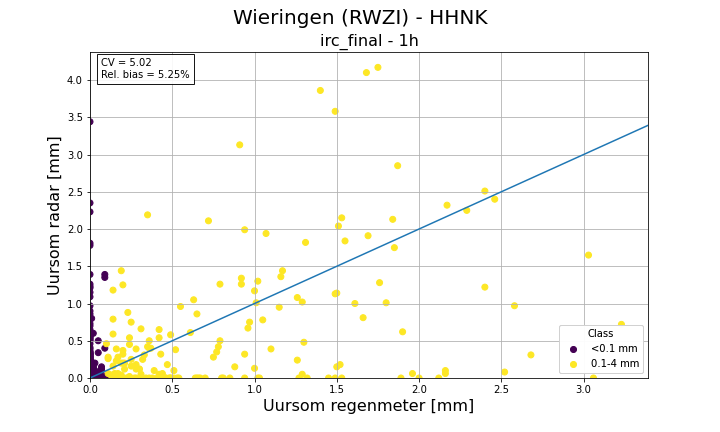 Wieringen (RWZI) - HHNK
irc_final - 1h
CV = 5.02
Rel. bias = 5.25%
Uursom radar [mm]
4.0
3.5
3.0
2.5
2.0
1.5
1.0
0.5
0.0
Class
<0.1 mm
0.1-4 mm
0.0 0.5 1.0 1.5 2.0 2.5 3.0
Uursom regenmeter [mm]